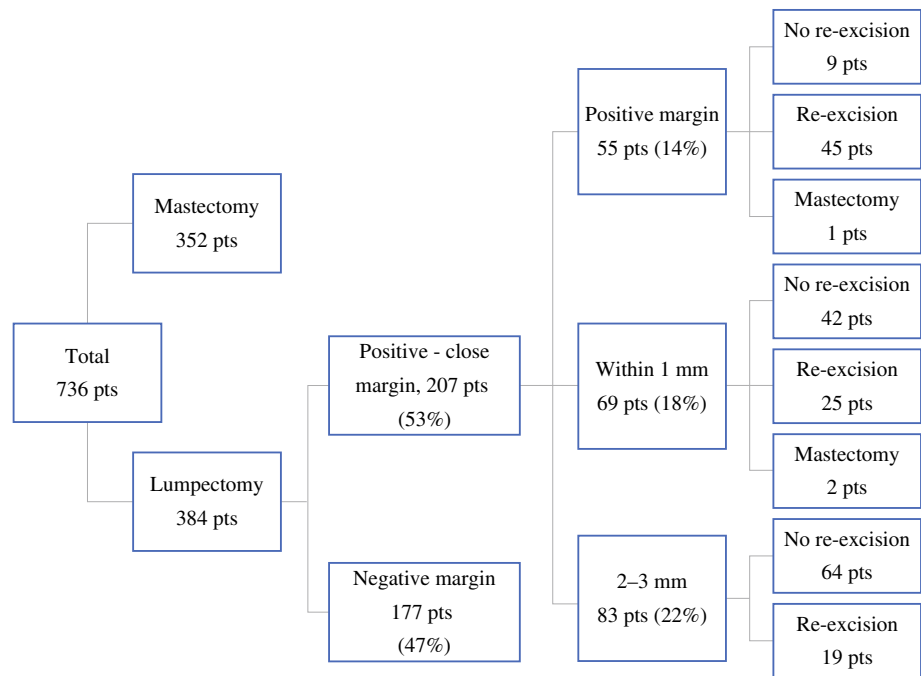 Total
736 pts
Mastectomy
352 pts
Lumpectomy
384 pts
Positive - close
margin, 207 pts
(53%)
Negative margin
177 pts
(47%)
Positive margin
55 pts (14%)
Within 1 mm
69 pts (18%)
2–3 mm
83 pts (22%)
No re-excision
9 pts
Re-excision
45 pts
Mastectomy
1 pts
No re-excision
42 pts
Re-excision
25 pts
Mastectomy
2 pts
No re-excision
64 pts
Re-excision
19 pts